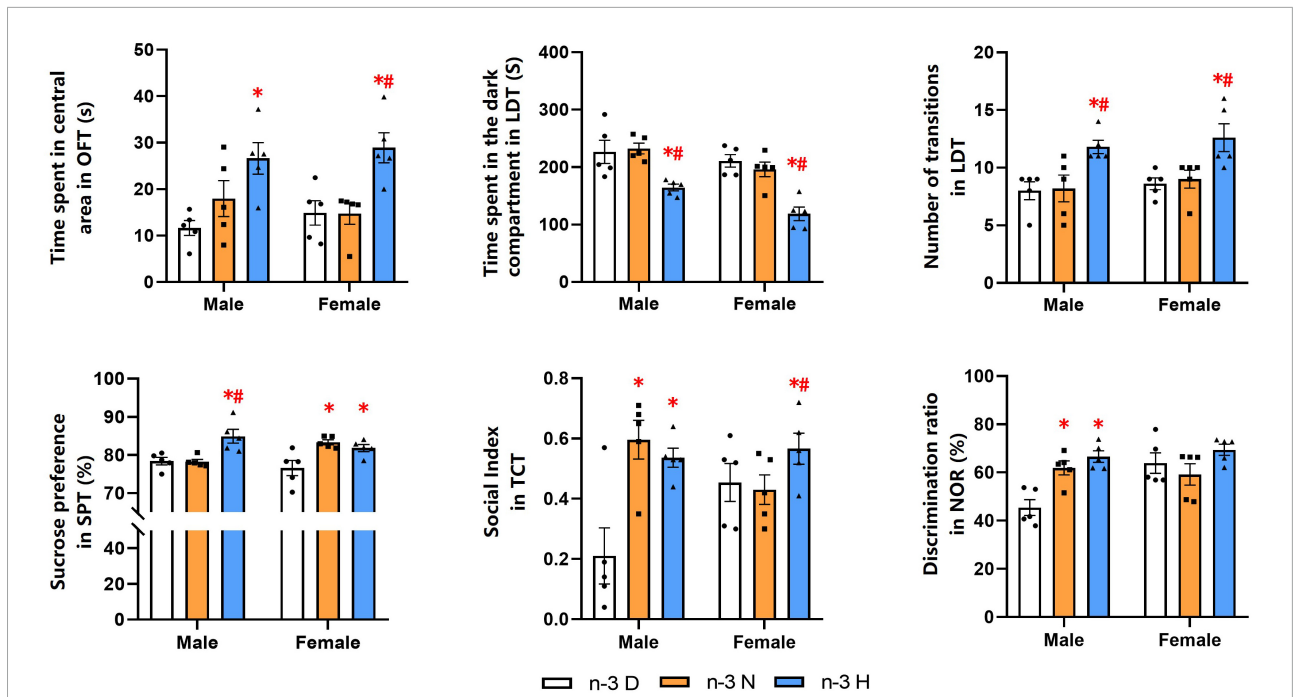 Time spent in central
area in OFT (s)
50
40
30
20
10
0
*
*#
Male
Female
Time spent in the dark
compartment in LDT (S)
400
300
200
100
0
*#
*#
Male
Female
Number of transitions
in LDT
20
15
10
5
0
*#
*#
Male
Female
Sucrose preference
in SPT (%)
100
90
80
70
40
20
0
*#
*
*
Male
Female
Social Index
in TCT
0.8
0.6
0.4
0.2
0.0
*
*
*#
Male
Female
Discrimination ratio
in NOR (%)
100
80
60
40
20
0
*
*
Male
Female
n-3 D
n-3 N
n-3 H